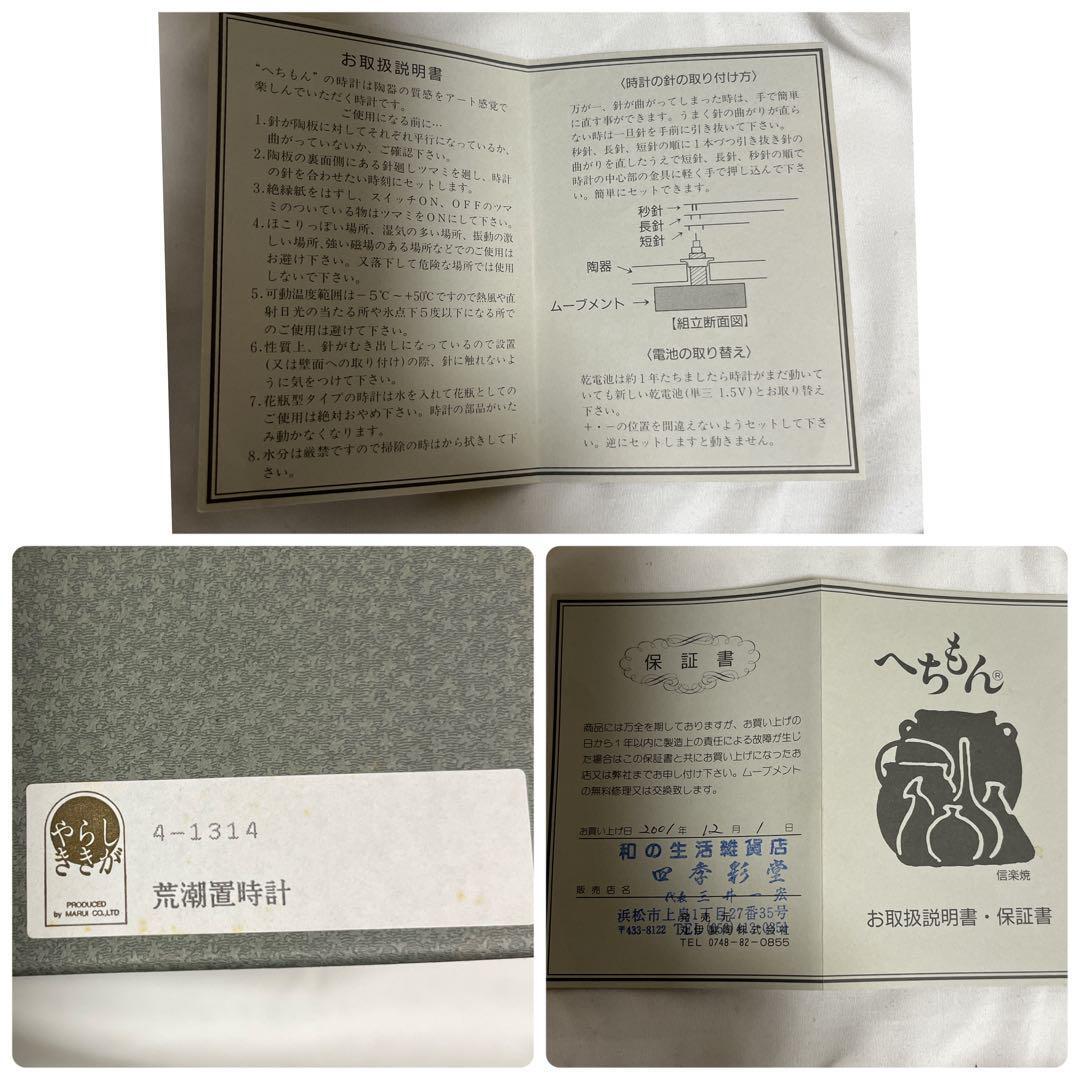 お取扱説明書
“へちもん”の時計は陶器の質感をアート感覚で
楽しんでいただく時計です。
ご使用になる前に…
1.針が陶板に対してそれぞれ平行になっているか、
曲がっていないか、ご確認下さい。
2.陶板の裏面側にある針廻しツマミを廻し、時計
の針を合わせたい時刻にセットします。
3.絶縁紙をはずし、スイッチON、OFFのツマ
ミのついている物はツマミをONにして下さい。
4.ほこりっぽい場所、湿気の多い場所、振動の激
しい場所、強い磁場のある場所などでのご使用は
お避け下さい。又落下して危険な場所では使用
しないで下さい。
5.可動温度範囲は－5℃～+50℃ですので熱風や直
射日光の当たる所や氷点下5度以下になる所で
のご使用は避けて下さい。
6.性質上、針がむき出しになっているので設置
(又は壁面への取り付け)の際、針に触れないよ
うに気をつけて下さい。
7.花瓶型タイプの時計は水を入れて花瓶としての
ご使用は絶対おやめ下さい。時計の部品がいた
み動かなくなります。
8.水分は厳禁ですので掃除の時はから拭きして下
さい。
〈時計の針の取り付け方〉
万が一、針が曲がってしまった時は、手で簡単
に直す事ができます。うまく針の曲がりが直ら
ない時は一旦針を手前に引き抜いて下さい。
秒針、長針、短針の順に1本づつ引き抜き針の
曲がりを直したうえで短針、長針、秒針の順で
時計の中心部の金具に軽く手で押し込んで下さ
い。簡単にセットできます。
秒針
長針
短針
陶器
ムーブメント
【組立断面図】
〈電池の取り替え〉
乾電池は約1年たちましたら時計がまだ動いて
いても新しい乾電池(単三 1.5V)とお取り替え
下さい。
+・－の位置を間違えないようセットして下さ
い。逆にセットしますと動きません。
しがらきやき
PRODUCED
by MARUI CO.,LTD
4-1314
荒潮置時計
保証書
商品には万全を期しておりますが、お買い上げの
日から1年以内に製造上の責任による故障が生じ
た場合はこの保証書と共にお買い上げになったお
店又は弊社までお申し付け下さい。ムーブメント
の無料修理又は交換致します。
お買い上げ日 2001年 12月 1日
和の生活雑貨店
四季彩堂
販売店名
代表 三井一宏
浜松市上島1丁目27番35号
発売元
〒433-8122
TEL 0748-82-0855
へちもん®
信楽焼
お取扱説明書・保証書